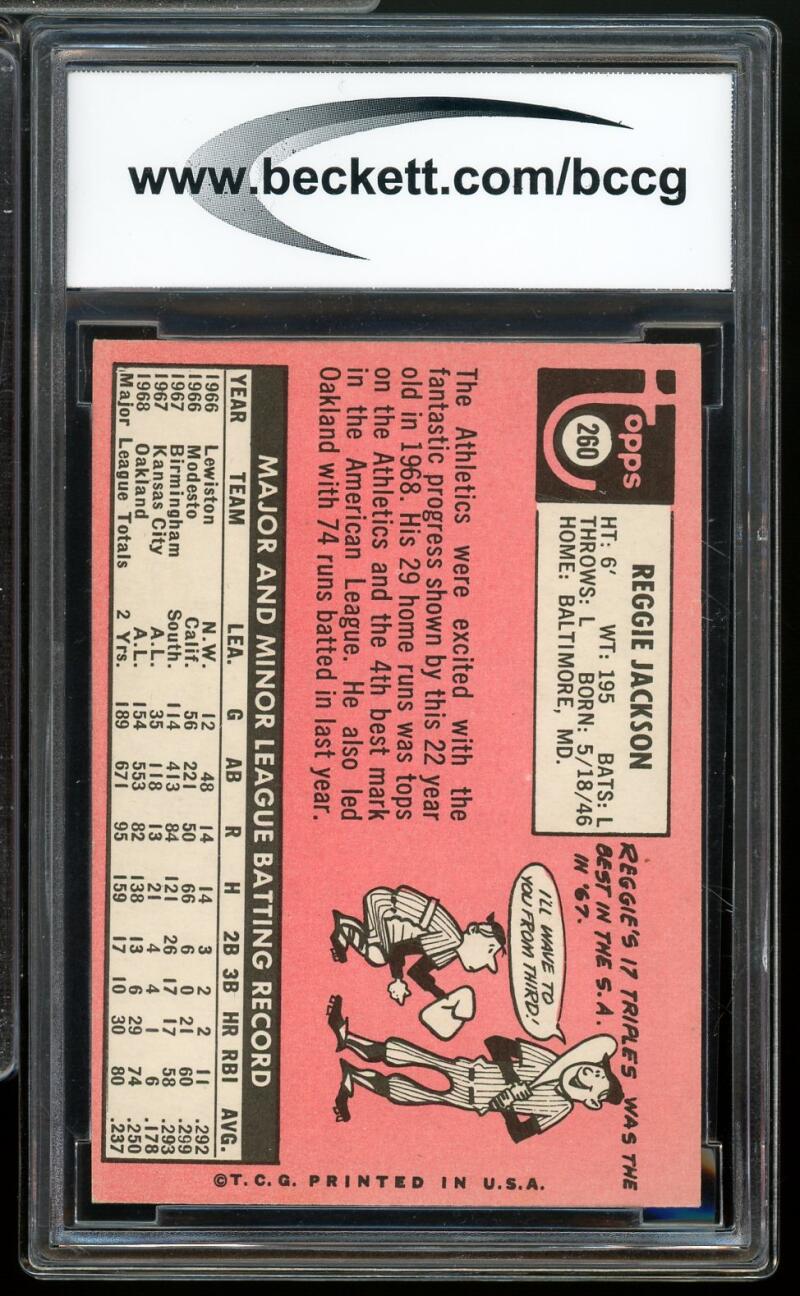 www.beckett.com/bccg
Topps
260
REGGIE JACKSON
HT: 6' WT: 195 BATS: L
THROWS: L BORN: 5/18/46
HOME: BALTIMORE, MD.
REGGIE'S 17 TRIPLES WAS THE
BEST IN THE S.A.
IN '67.
I'LL WAVE TO
YOU FROM THIRD!
The Athletics were excited with the
fantastic progress shown by this 22 year
old in 1968. His 29 home runs was tops
on the Athletics and the 4th best mark
in the American League. He also led
Oakland with 74 runs batted in last year.
MAJOR AND MINOR LEAGUE BATTING RECORD
YEAR TEAM LEA. G AB R H 2B 3B HR RBI AVG.
1966 Lewiston N.W. 12 48 14 14 3 2 2 11 .292
1966 Modesto Calif. 56 221 50 66 6 0 21 60 .299
1967 Birmingham South. 114 413 84 121 26 17 17 58 .293
1967 Kansas City A.L. 35 118 13 21 4 4 1 6 .178
1968 Oakland A.L. 154 553 82 138 13 6 29 74 .250
Major League Totals 2 Yrs. 189 671 95 159 17 10 30 80 .237
©T.C.G. PRINTED IN U.S.A.